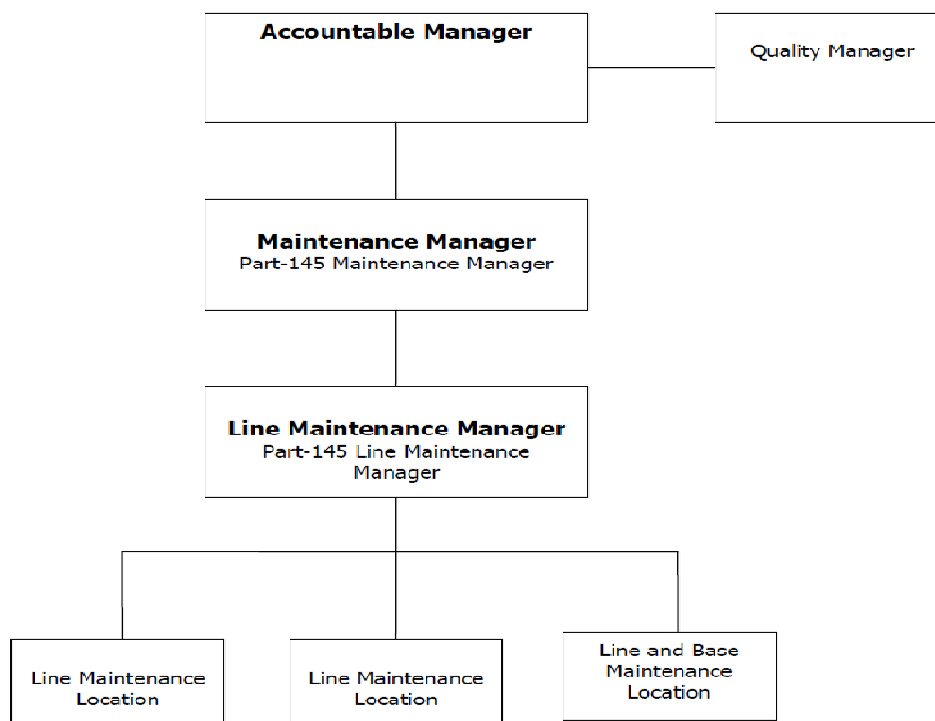 Accountable Manager
Quality Manager
Maintenance Manager
Part-145 Maintenance Manager
Line Maintenance Manager
Part-145 Line Maintenance
Manager
Line Maintenance
Location
Line Maintenance
Location
Line and Base
Maintenance
Location